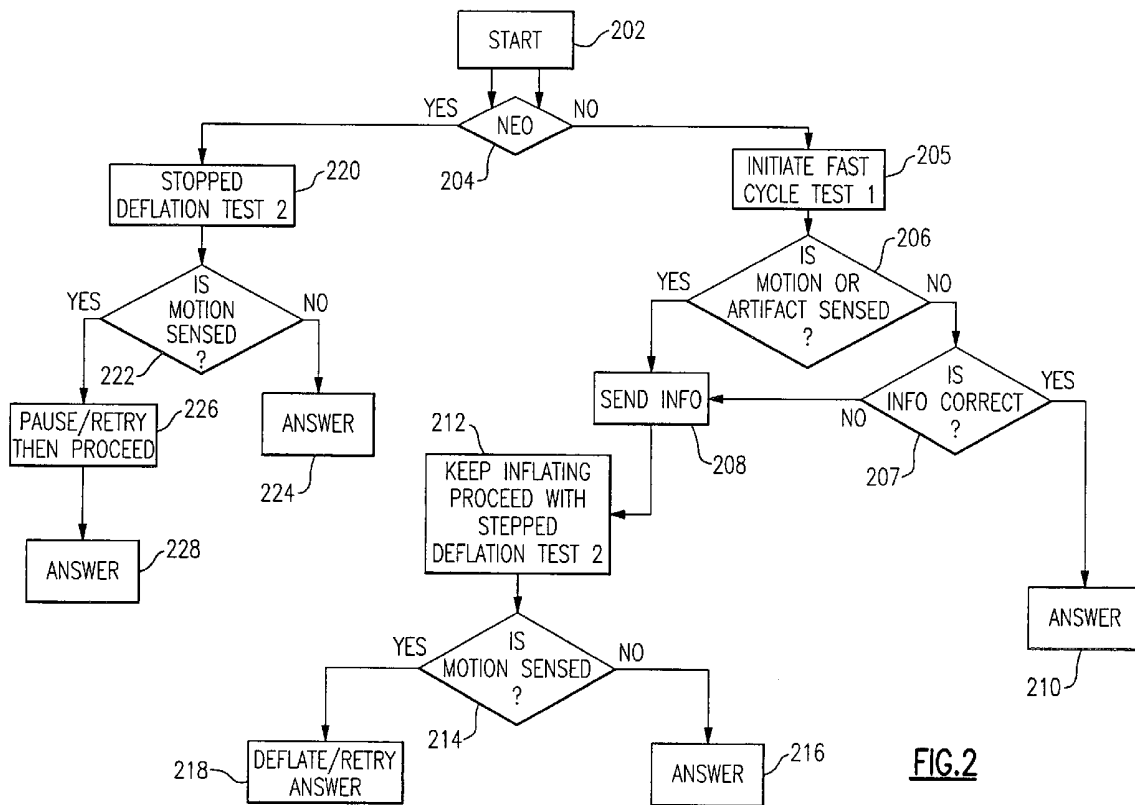 START
202
YES
NEO
NO
204
STOPPED
DEFLATION TEST 2
220
INITIATE FAST
CYCLE TEST 1
205
IS
MOTION
SENSED
?
YES
NO
222
IS
MOTION OR
ARTIFACT SENSED
?
YES
NO
206
PAUSE/RETRY
THEN PROCEED
226
ANSWER
224
SEND INFO
208
IS
INFO CORRECT
?
NO
YES
207
212
KEEP INFLATING
PROCEED WITH
STEPPED
DEFLATION TEST 2
ANSWER
228
ANSWER
210
IS
MOTION SENSED
?
YES
NO
214
DEFLATE/RETRY
ANSWER
218
ANSWER
216
FIG.2